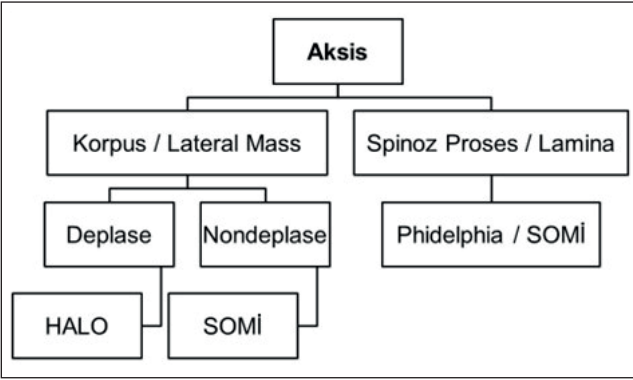 Aksis
Korpus / Lateral Mass
Spinoz Proses / Lamina
Deplase
Nondeplase
Phidelphia / SOMİ
HALO
SOMİ